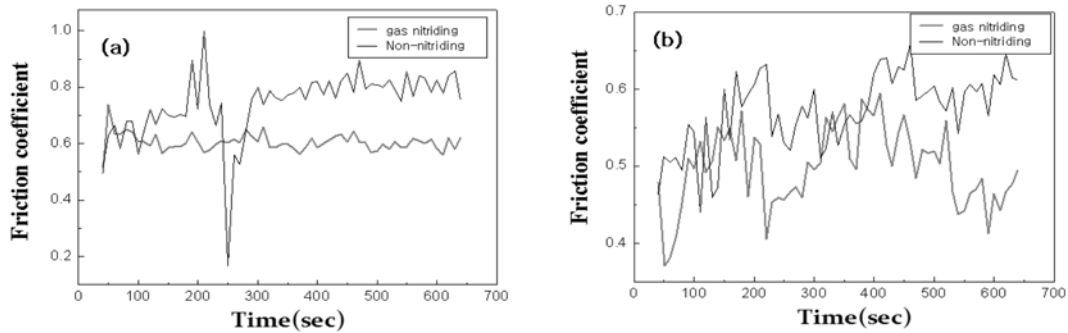 (a)
gas nitriding
Non-nitriding
Friction coefficient
1.0
0.8
0.6
0.4
0.2
0 100 200 300 400 500 600 700
Time(sec)
(b)
gas nitriding
Non-nitriding
Friction coefficient
0.7
0.6
0.5
0.4
0 100 200 300 400 500 600 700
Time(sec)